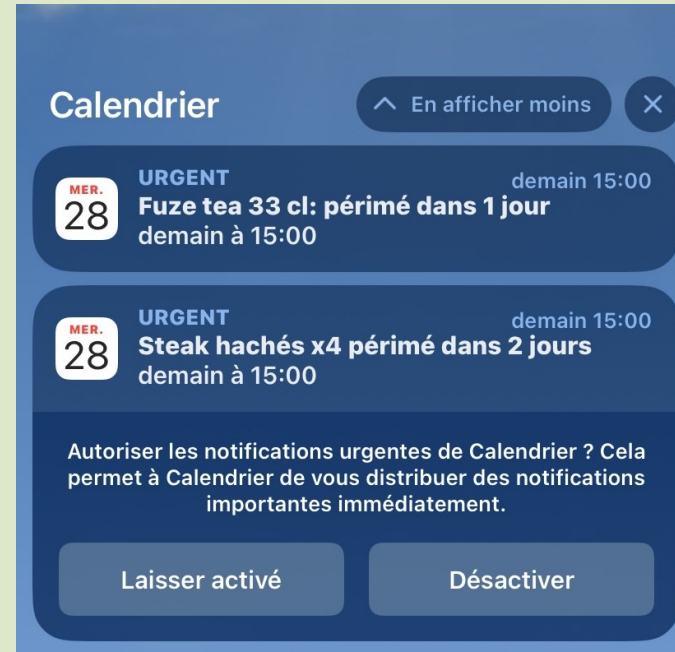 Calendrier
En afficher moins
MER.
28
URGENT
demain 15:00
Fuze tea 33 cl: périmé dans 1 jour
demain à 15:00
MER.
28
URGENT
demain 15:00
Steak hachés x4 périmé dans 2 jours
demain à 15:00
Autoriser les notifications urgentes de Calendrier ? Cela
permet à Calendrier de vous distribuer des notifications
importantes immédiatement.
Laisser activé
Désactiver